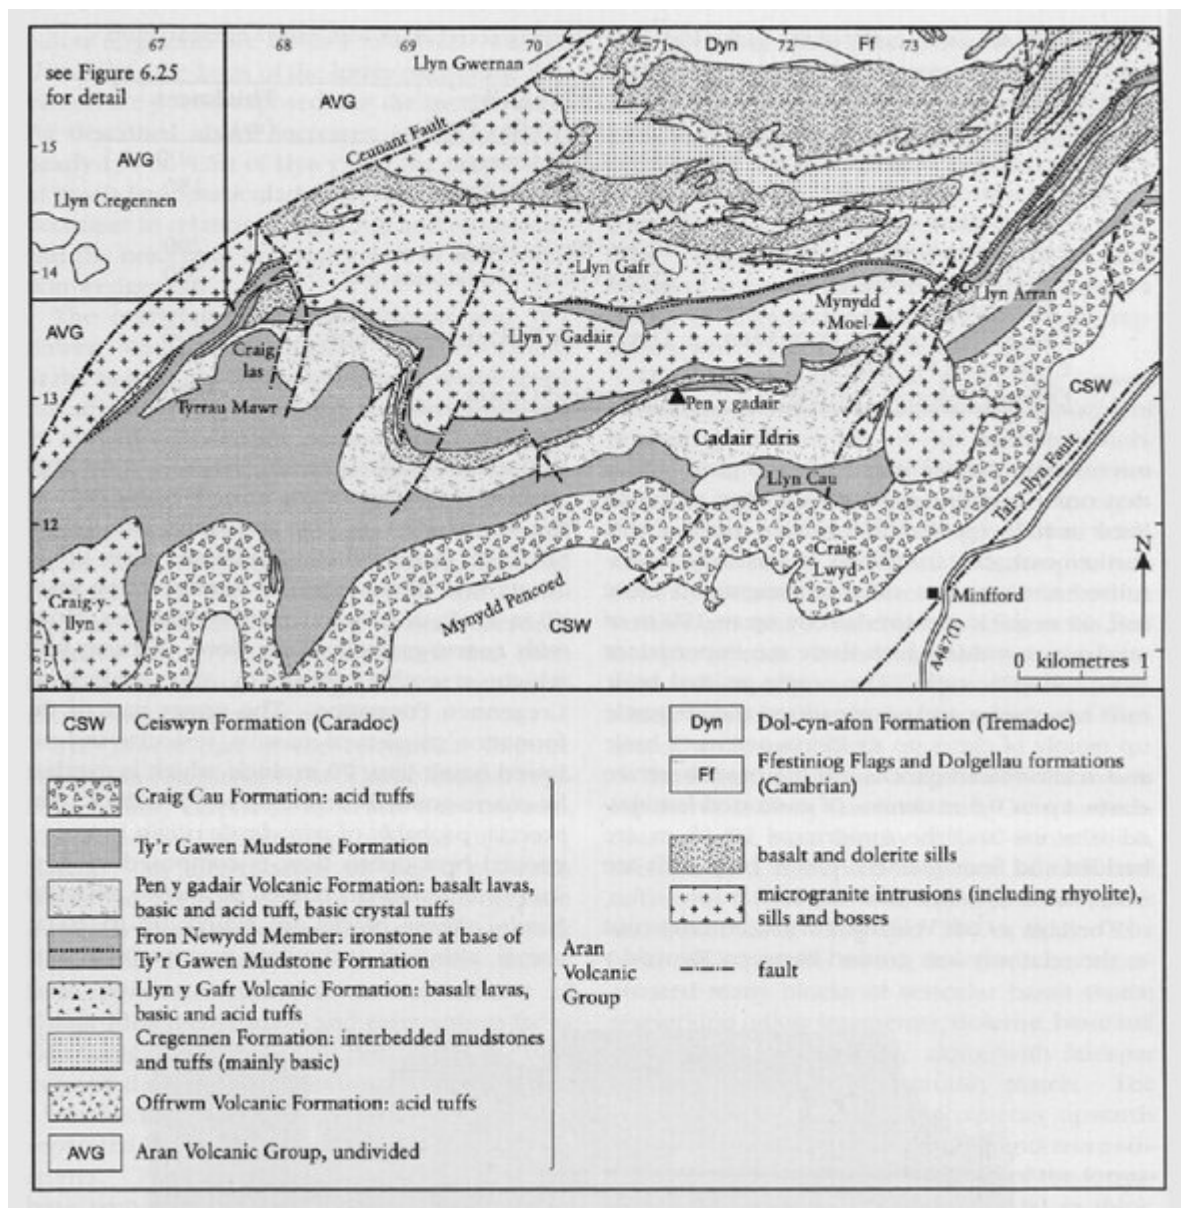 67
68
69
70
71
Dyn
72
Ff
73
74
see Figure 6.25
for detail
Llyn Gwernan
AVG
Cennant Fault
15
AVG
Llyn Cregennen
14
Llyn Gafr
Mynydd
Moel
Llyn Arran
AVG
Llyn y Gadair
Craig
las
CSW
13
Tyrrau Mawr
Pen y gadair
Cadair Idris
Tal y llyn Fault
Llyn Cau
12
Craig
Lwyd
N
Craig-y-
llyn
Mynydd Pencoed
CSW
Minffordd
11
A487(T)
0 kilometres 1
CSW Ceiswyn Formation (Caradoc)
Craig Cau Formation: acid tuffs
Ty'r Gawen Mudstone Formation
Pen y gadair Volcanic Formation: basalt lavas,
basic and acid tuff, basic crystal tuffs
Fron Newydd Member: ironstone at base of
Ty'r Gawen Mudstone Formation
Llyn y Gafr Volcanic Formation: basalt lavas,
basic and acid tuffs
Cregennen Formation: interbedded mudstones
and tuffs (mainly basic)
Offrwm Volcanic Formation: acid tuffs
AVG Aran Volcanic Group, undivided
Aran
Volcanic
Group
Dyn Dol-cyn-afon Formation (Tremadoc)
Ff Ffestiniog Flags and Dolgellau formations
(Cambrian)
basalt and dolerite sills
microgranite intrusions (including rhyolite),
sills and bosses
fault